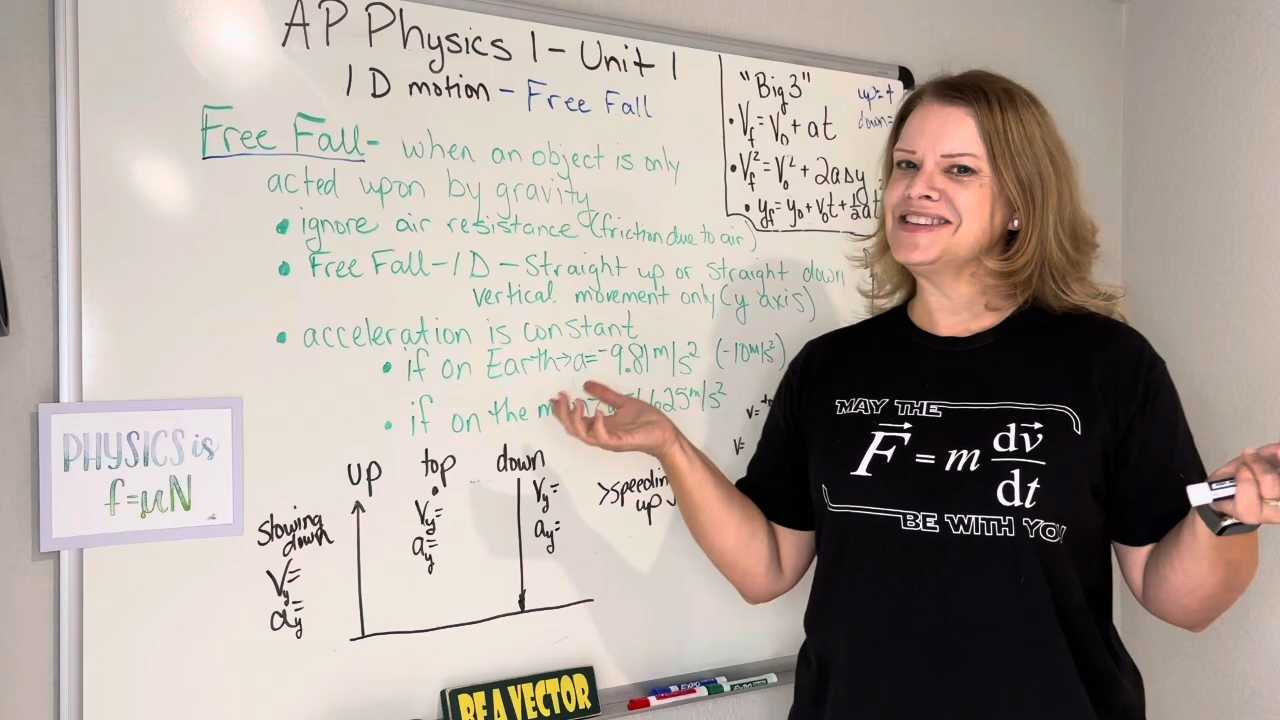 AP Physics 1 - Unit 1
1 D motion - Free Fall
Free Fall- when an object is only
acted upon by gravity
• ignore air resistance (friction due to air)
• Free Fall-1D - Straight up or straight down
vertical movement only (y axis)
• acceleration is constant
• if on Earth → a = -9.81 m/s² (-10 m/s²)
• if on the 625 m/s²
"Big 3"
up = +
down =
• Vf = V₀ + at
• Vf² = V₀² + 2aΔy
• yf = y₀ + V₀t + ½at²
PHYSICS is
f=μN
up
top
down
slowing
down
Vy=
ay=
Vy=
ay=
Vy=
ay=
>speeding
up
V=
V=
MAY THE
F = m dv/dt
BE WITH YOU
BE A VECTOR
EXPO